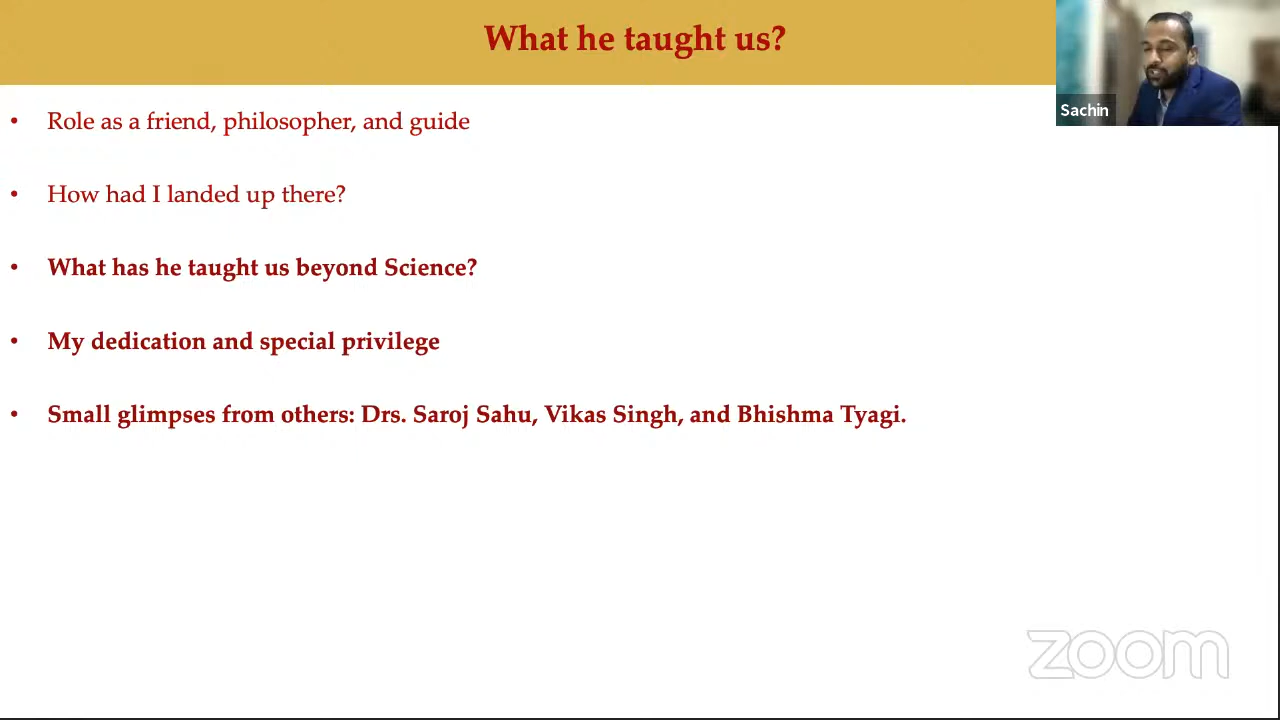 What he taught us?
Sachin
• Role as a friend, philosopher, and guide
• How had I landed up there?
• What has he taught us beyond Science?
• My dedication and special privilege
• Small glimpses from others: Drs. Saroj Sahu, Vikas Singh, and Bhishma Tyagi.
zoom